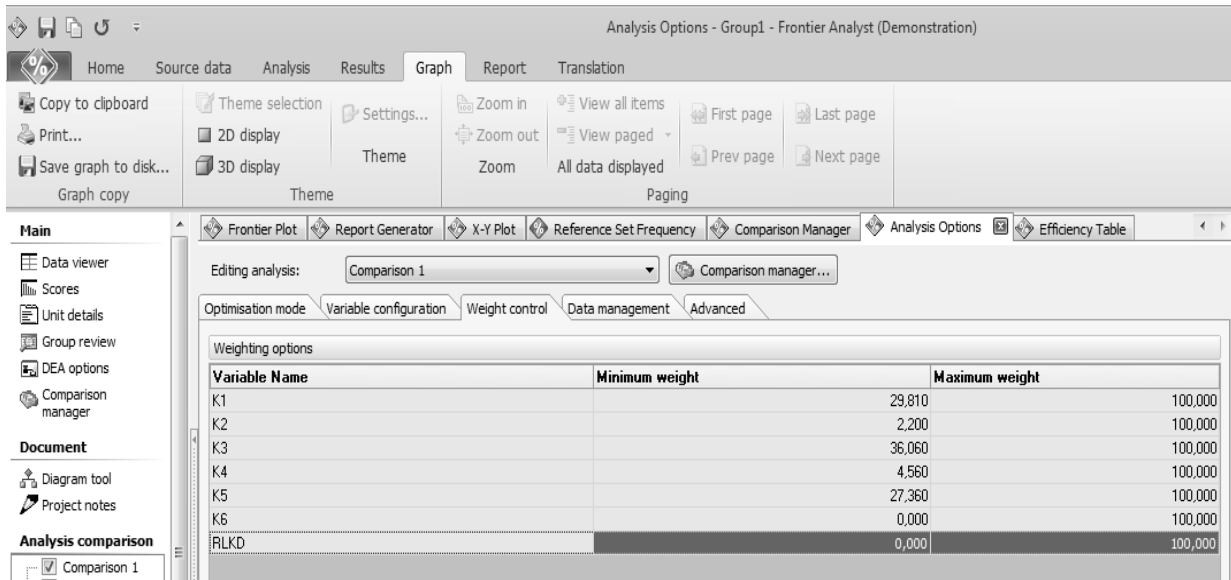 Analysis Options - Group1 - Frontier Analyst (Demonstration)
Home Source data Analysis Results Graph Report Translation
Copy to clipboard
Print...
Save graph to disk...
Graph copy
Theme selection
2D display
3D display
Settings...
Theme
Theme
Zoom in
Zoom out
Zoom
View all items
View paged
All data displayed
First page
Last page
Prev page
Next page
Paging
Main
Data viewer
Scores
Unit details
Group review
DEA options
Comparison
manager
Document
Diagram tool
Project notes
Analysis comparison
Comparison 1
Frontier Plot Report Generator X-Y Plot Reference Set Frequency Comparison Manager Analysis Options Efficiency Table
Editing analysis: Comparison 1 Comparison manager...
Optimisation mode Variable configuration Weight control Data management Advanced
Weighting options
Variable Name Minimum weight Maximum weight
K1 29,810 100,000
K2 2,200 100,000
K3 36,060 100,000
K4 4,560 100,000
K5 27,360 100,000
K6 0,000 100,000
RLKD 0,000 100,000